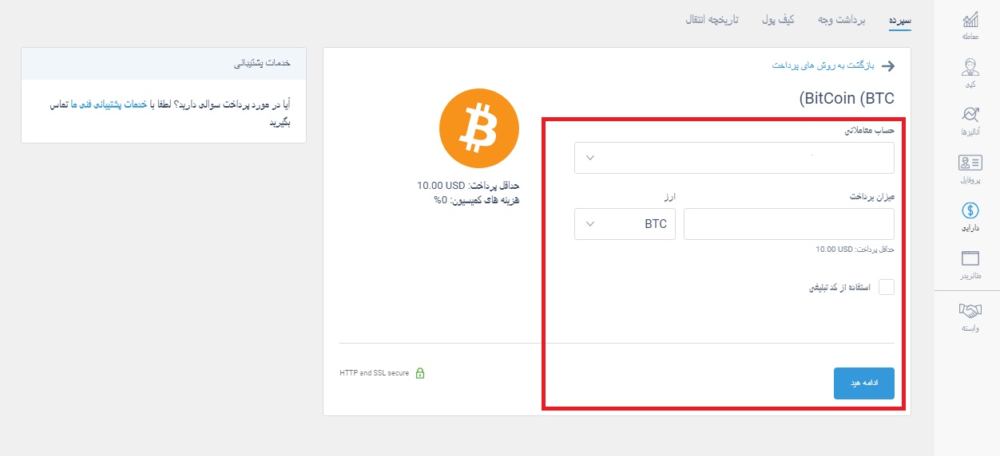 سپرده
برداشت وجه
کیف پول
تاریخچه انتقال
معامله
کپی
آنالیزها
پروفایل
دارایی
متاتریدر
وابسته
بازگشت به روش های پرداخت
(BitCoin (BTC
حساب معاملاتی
میزان پرداخت
ارز
BTC
حداقل پرداخت: 10.00 USD
استفاده از کد تبلیغی
ادامه هید
حداقل پرداخت: 10.00 USD
هزینه های کمیسیون: 0%
HTTP and SSL secure
خدمات پشتیبانی
آیا در مورد پرداخت سوالی دارید؟ لطفا با خدمات پشتیبانی فنی ما تماس
بگیرید